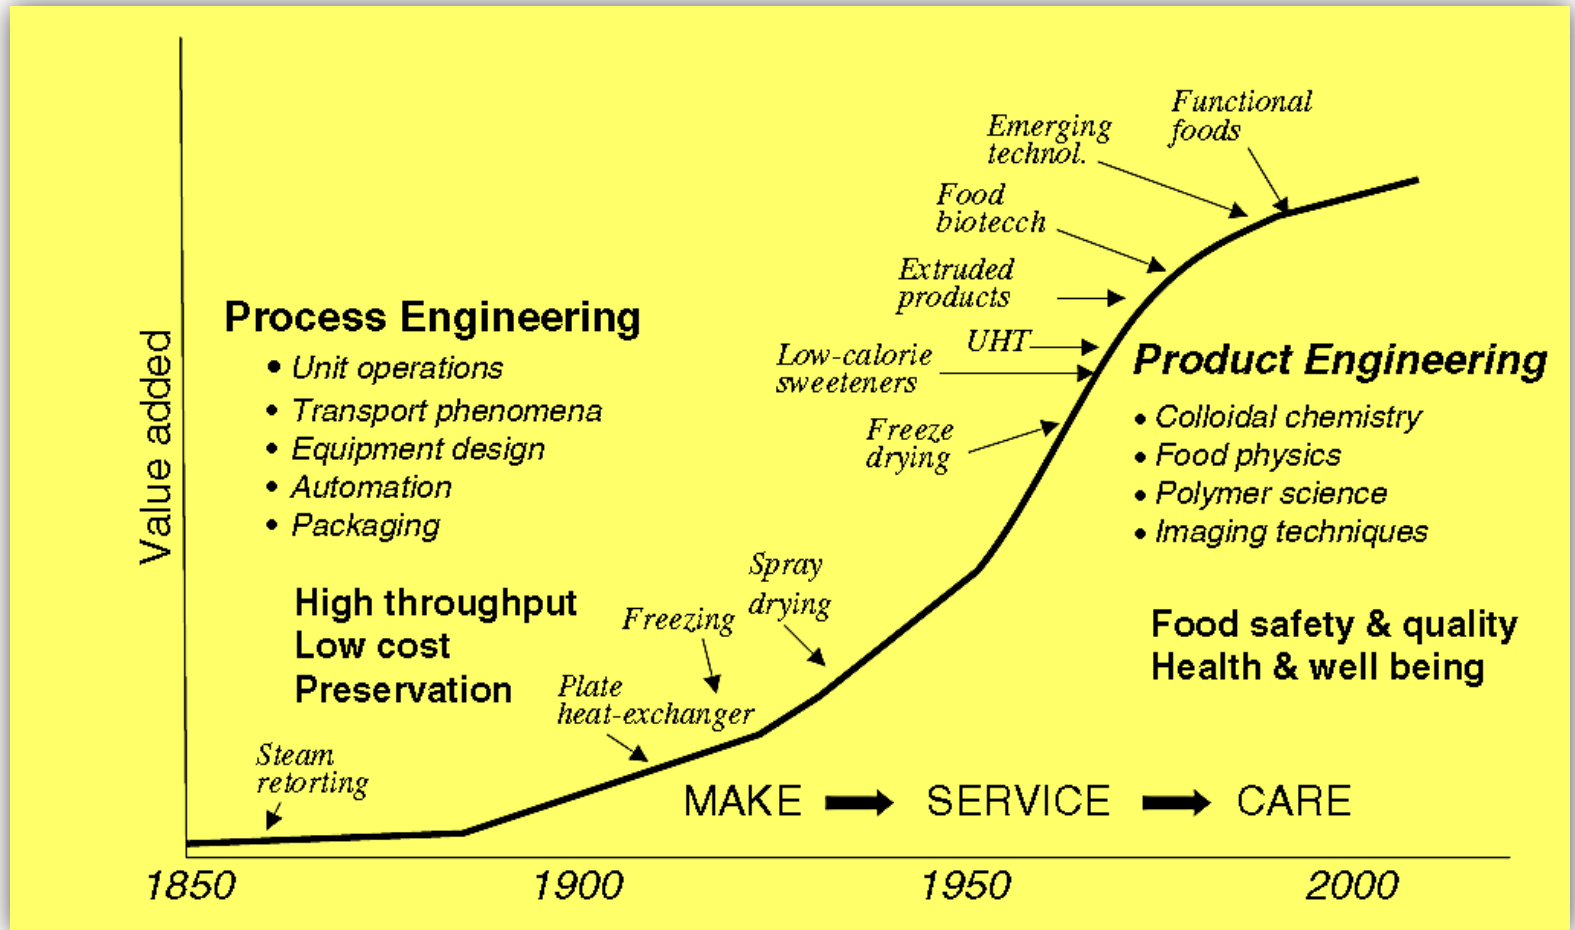 Functional
foods
Emerging
technol.
Food
biotecch
Extruded
products
UHT
Low-calorie
sweeteners
Freeze
drying
Process Engineering
• Unit operations
• Transport phenomena
• Equipment design
• Automation
• Packaging
Product Engineering
• Colloidal chemistry
• Food physics
• Polymer science
• Imaging techniques
Value added
High throughput
Low cost
Preservation
Spray
drying
Freezing
Plate
heat-exchanger
Steam
retorting
Food safety & quality
Health & well being
MAKE → SERVICE → CARE
1850 1900 1950 2000